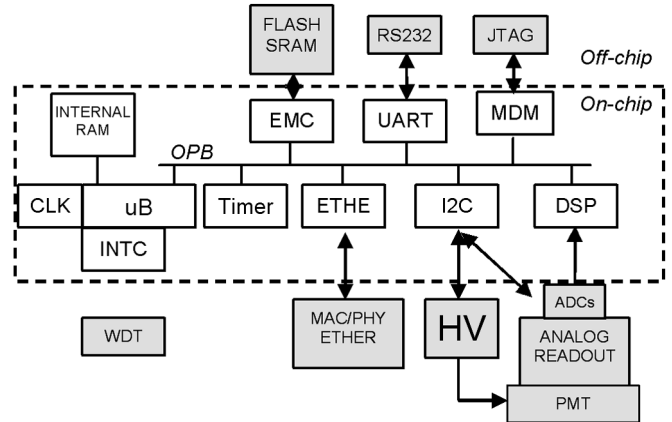 FLASH
SRAM
RS232
JTAG
Off-chip
On-chip
INTERNAL
RAM
EMC
UART
MDM
OPB
CLK
uB
Timer
ETHE
I2C
DSP
INTC
ADCs
WDT
MAC/PHY
ETHER
HV
ANALOG
READOUT
PMT